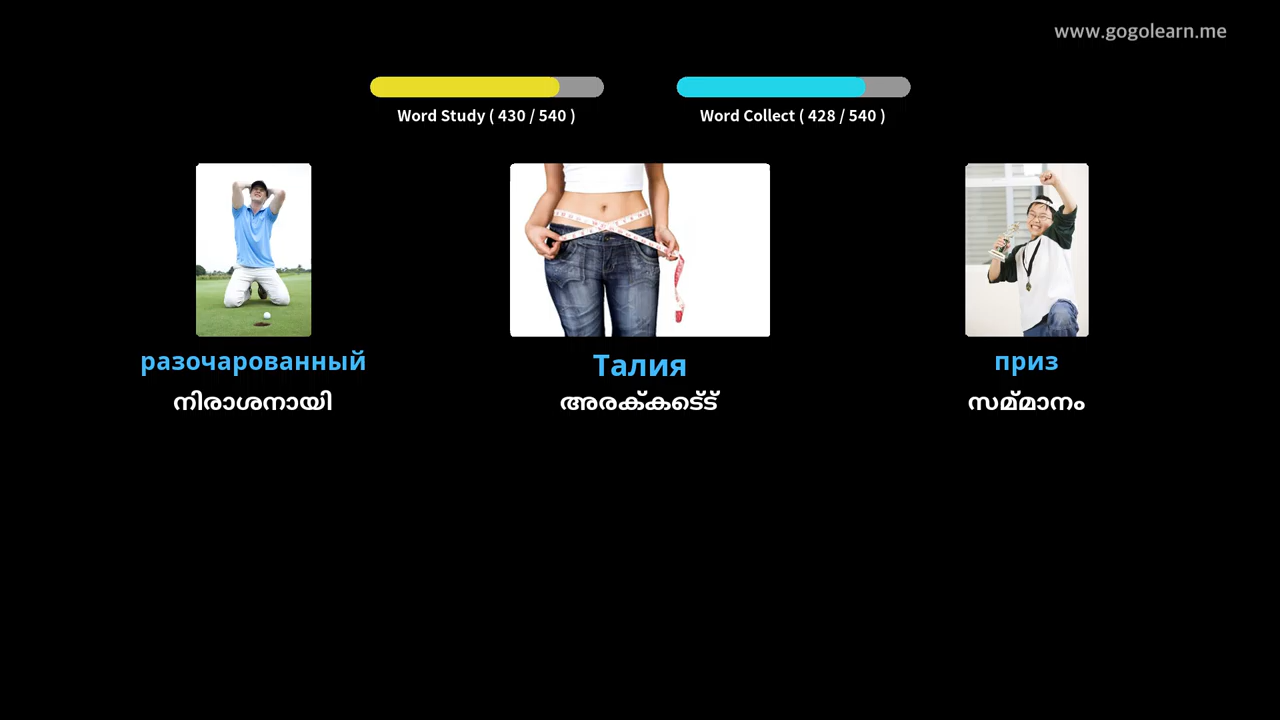 www.gogolearn.me
Word Study ( 430 / 540 )
Word Collect ( 428 / 540 )
разочарованный
Талия
приз
നിരാശനായി
അരക്കെട്ട്
സമ്മാനം